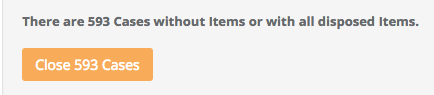 There are 593 Cases without Items or with all disposed Items.
Close 593 Cases